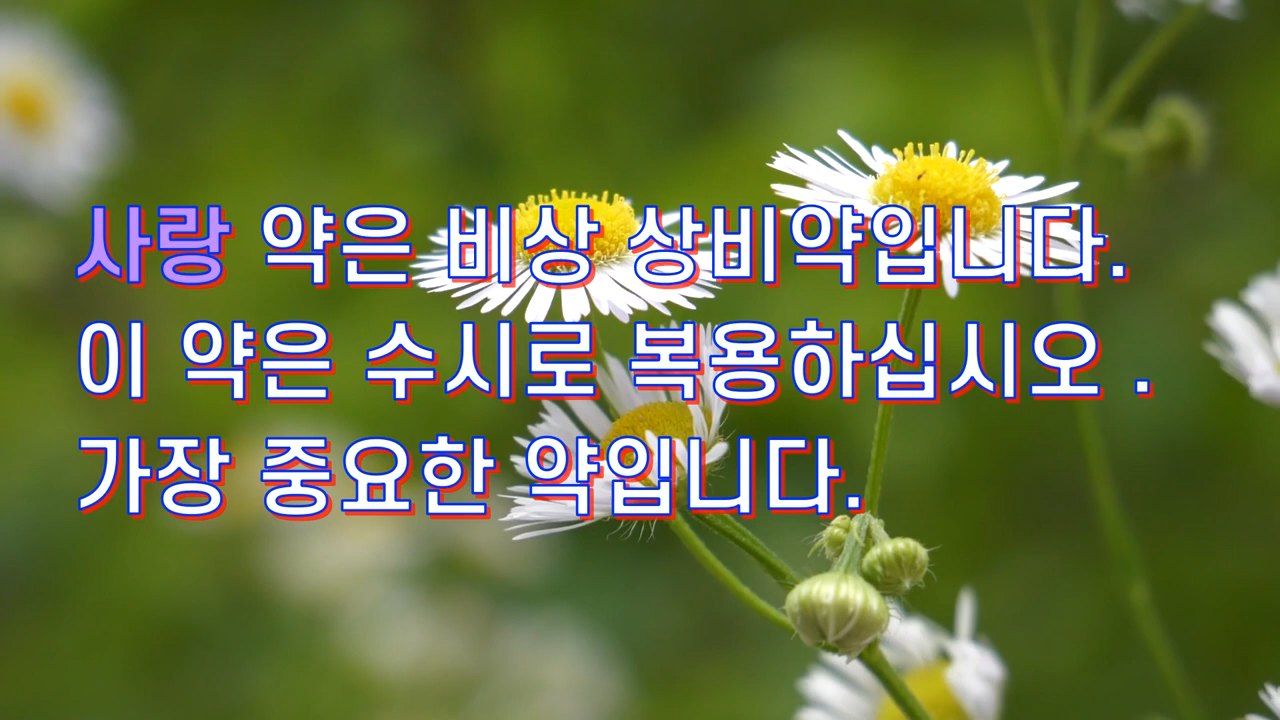 사랑 약은 비상 상비약입니다.
이 약은 수시로 복용하십시오 .
가장 중요한 약입니다.